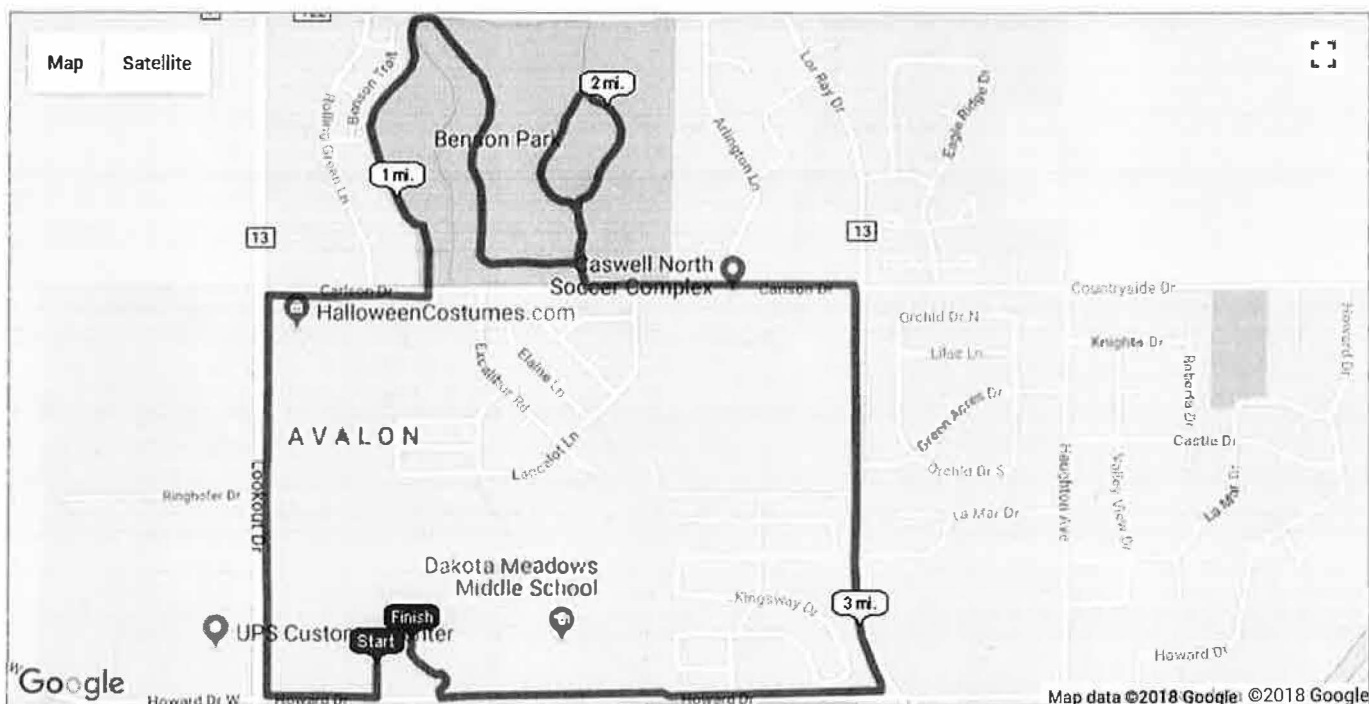 Map
Satellite
Benson Trail
Rolling Green Ln
2 mi.
Benson Park
1 mi.
Lor Ray Dr
Eagle Ridge Dr
Arlington Ln
13
13
Caswell North
Soccer Complex
Carlson Dr
Carlson Dr
HalloweenCostumes.com
Countryside Dr
Orchid Dr N
Lilac Ln
Knights Dr
Howard Dr
Roberta Dr
Excalibur Rd
Elaine Ln
Green Acres Dr
AVALON
Lancelot Ln
Castle Dr
Orchid Dr S
Haughton Ave
Valley View Dr
La Mar Dr
La Mar
Lookout Dr
Ringhofer Dr
Dakota Meadows
Middle School
Kingsway Dr
3 mi.
Finish
Start
UPS Custom
Howard Dr
Google
Howard Dr W
Howard Dr
Howard Dr
Map data ©2018 Google
©2018 Google